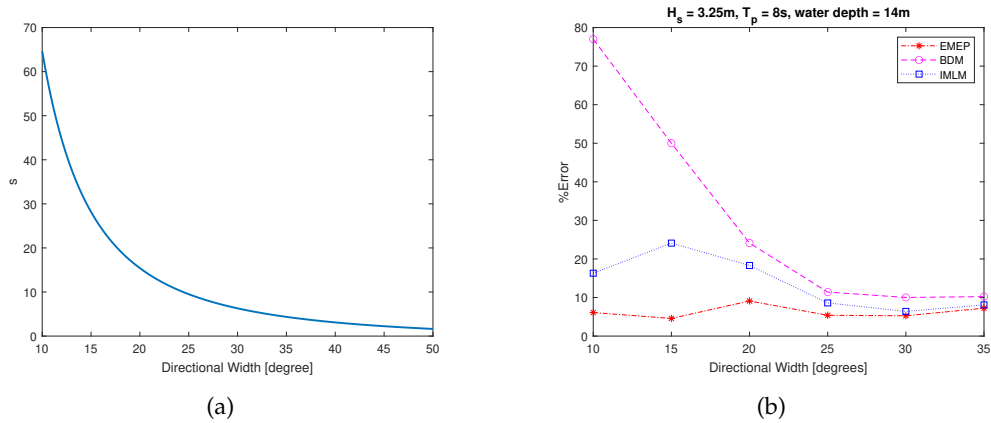 70
60
50
40
30
20
10
0
s
10 15 20 25 30 35 40 45 50
Directional Width [degree]
(a)
H_s = 3.25m, T_p = 8s, water depth = 14m
80
70
60
50
40
30
20
10
0
%Error
EMEP
BDM
IMLM
10 15 20 25 30 35
Directional Width [degrees]
(b)